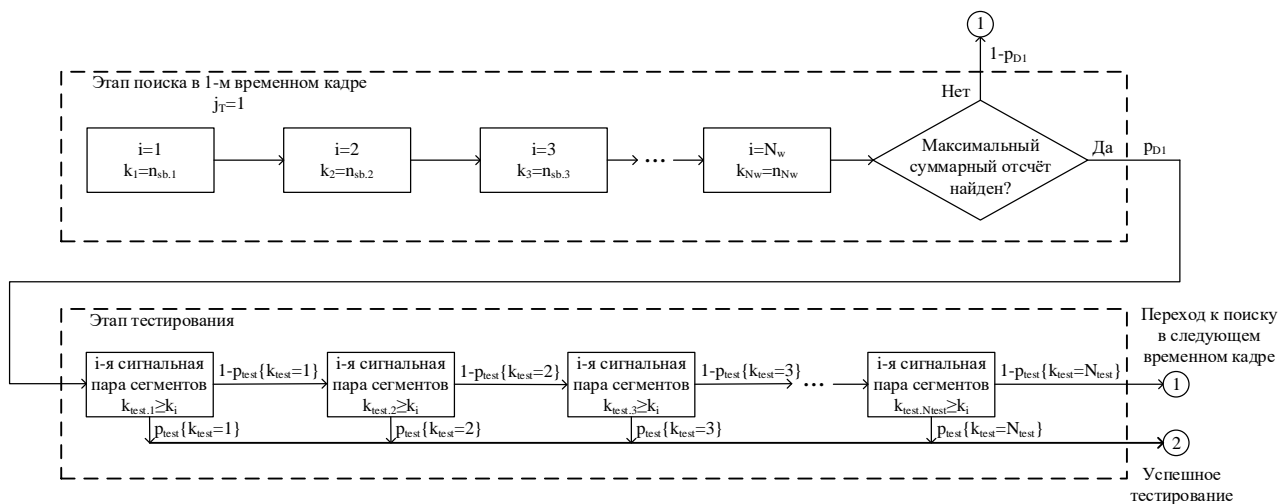 1
1-p_D1
Этап поиска в 1-м временном кадре
j_T=1
Нет
i=1
k_1=n_sb.1
i=2
k_2=n_sb.2
i=3
k_3=n_sb.3
...
i=N_w
k_Nw=n_Nw
Максимальный
суммарный отсчёт
найден?
Да
p_D1
Этап тестирования
i-я сигнальная
пара сегментов
k_test.1≥k_i
1-p_test{k_test=1}
p_test{k_test=1}
i-я сигнальная
пара сегментов
k_test.2≥k_i
1-p_test{k_test=2}
p_test{k_test=2}
i-я сигнальная
пара сегментов
k_test.3≥k_i
1-p_test{k_test=3}
p_test{k_test=3}
...
i-я сигнальная
пара сегментов
k_test.Ntest≥k_i
1-p_test{k_test=N_test}
p_test{k_test=N_test}
Переход к поиску
в следующем
временном кадре
1
2
Успешное
тестирование